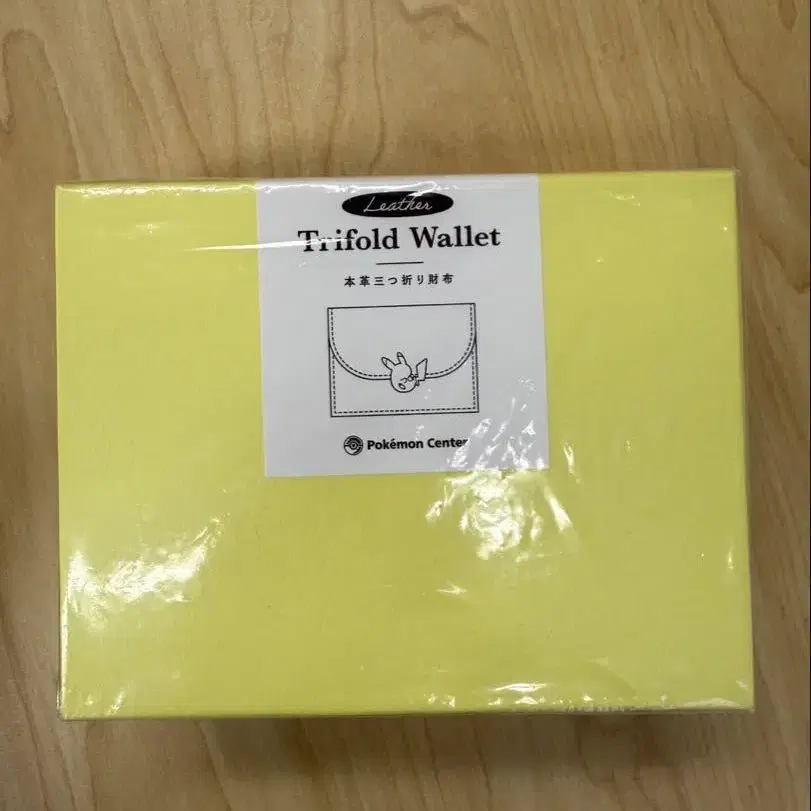 Leather
Trifold Wallet
本革三つ折り財布
Pokémon Center